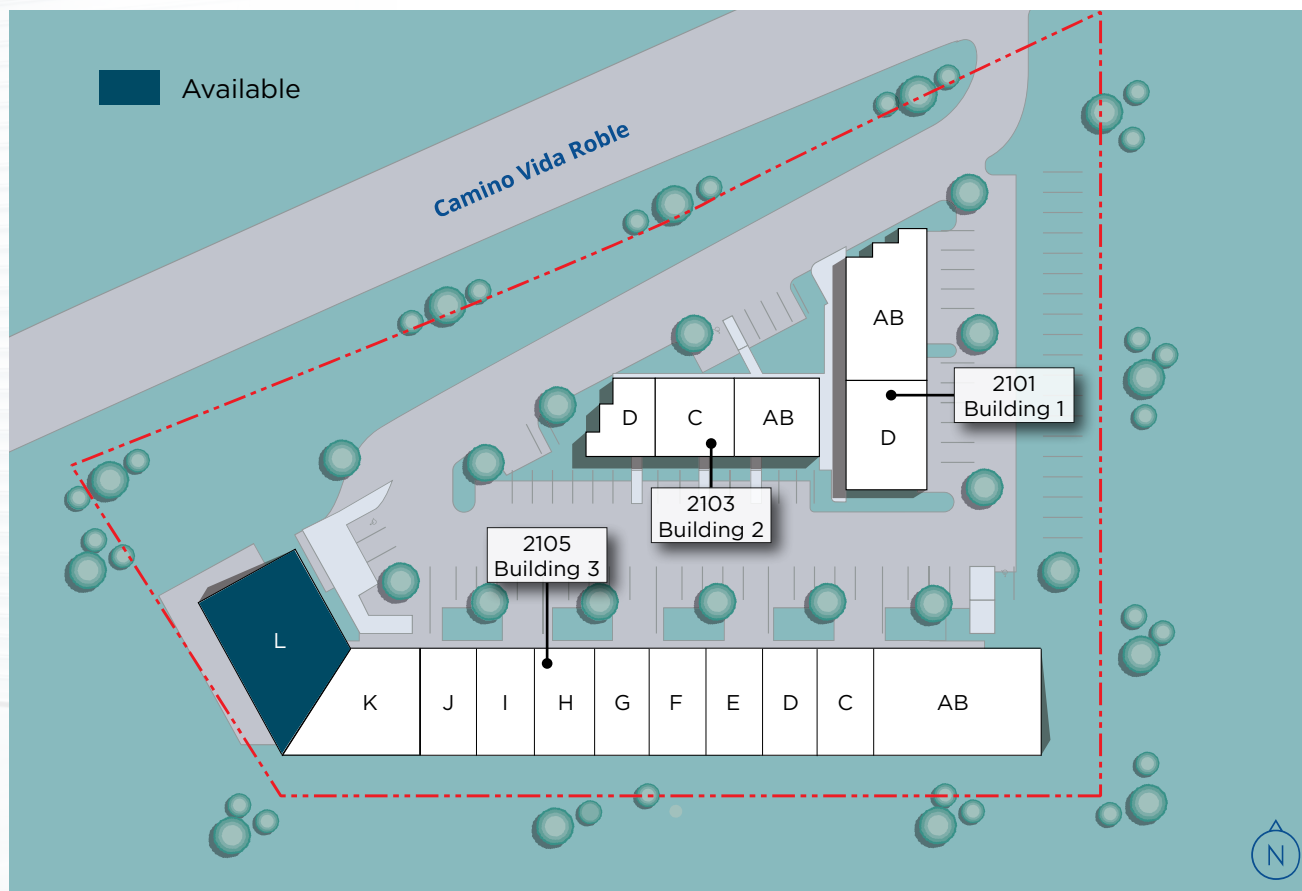 Available
Camino Vida Roble
AB
2101
Building 1
D
D
C
AB
2103
Building 2
2105
Building 3
L
K
J
I
H
G
F
E
D
C
AB
N